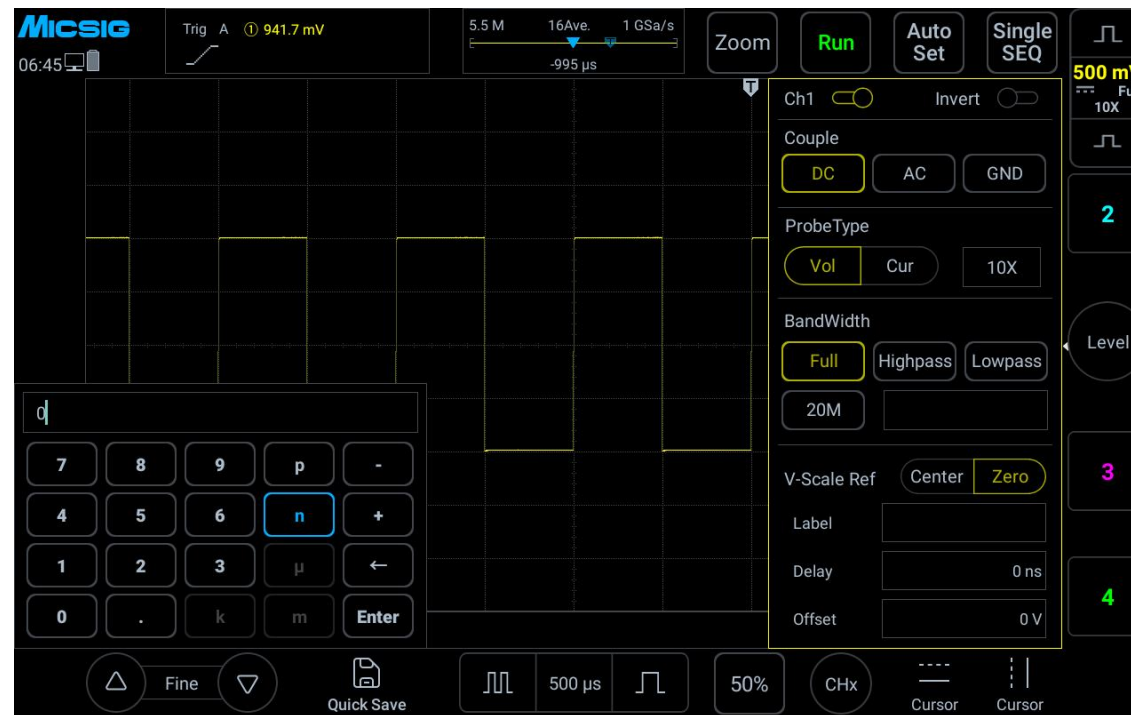 MICSIG
Trig A ① 941.7 mV
5.5 M 16Ave. 1 GSa/s
-995 µs
06:45
Zoom
Run
Auto Set
Single SEQ
500 mV
10X
T
Ch1 Invert
Couple
DC AC GND
ProbeType
Vol Cur 10X
BandWidth
Full Highpass Lowpass
20M
V-Scale Ref Center Zero
Label
Delay 0 ns
Offset 0 V
2
Level
3
4
0
7 8 9 p -
4 5 6 n +
1 2 3 µ ←
0 . k m Enter
Fine
Quick Save
500 µs
50%
CHx
Cursor
Cursor